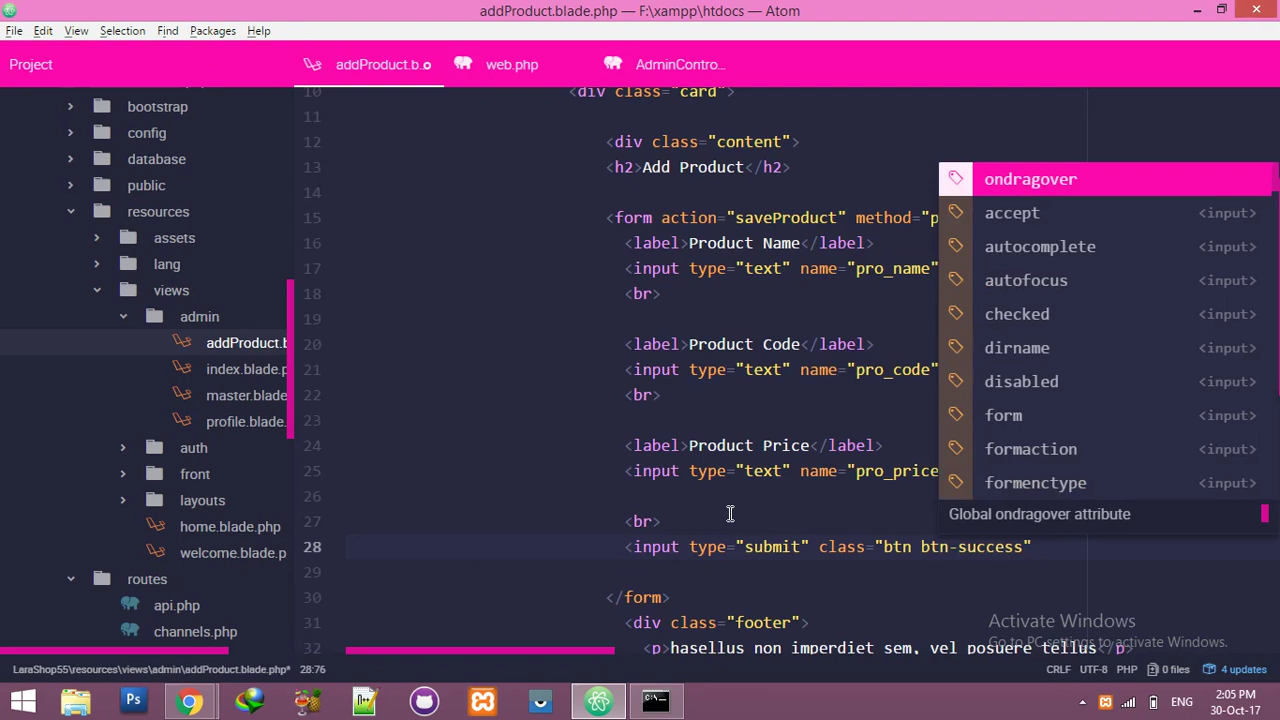 addProduct.blade.php — F:\xampp\htdocs — Atom
File Edit View Selection Find Packages Help
Project
addProduct.b..
web.php
AdminContro...
bootstrap
config
database
public
resources
assets
lang
views
admin
addProduct.b
index.blade.p
master.blade
profile.blade.
auth
front
layouts
home.blade.php
welcome.blade.p
routes
api.php
channels.php
10 <div class="card">
11
12 <div class="content">
13 <h2>Add Product</h2>
14
15 <form action="saveProduct" method="p
16 <label>Product Name</label>
17 <input type="text" name="pro_name"
18 <br>
19
20 <label>Product Code</label>
21 <input type="text" name="pro_code"
22 <br>
23
24 <label>Product Price</label>
25 <input type="text" name="pro_price
26
27 <br>
28 <input type="submit" class="btn btn-success"
29
30 </form>
31 <div class="footer">
32 <p>hasellus non imperdiet sem, vel posuere tellus</p>
ondragover
accept <input>
autocomplete <input>
autofocus <input>
checked <input>
dirname <input>
disabled <input>
form <input>
formaction <input>
formenctype <input>
Global ondragover attribute
Activate Windows
Go to PC settings to activate Windows.
LaraShop55\resources\views\admin\addProduct.blade.php* 28:76
CRLF UTF-8 PHP 0 files 4 updates
Ps
ENG
2:05 PM
30-Oct-17